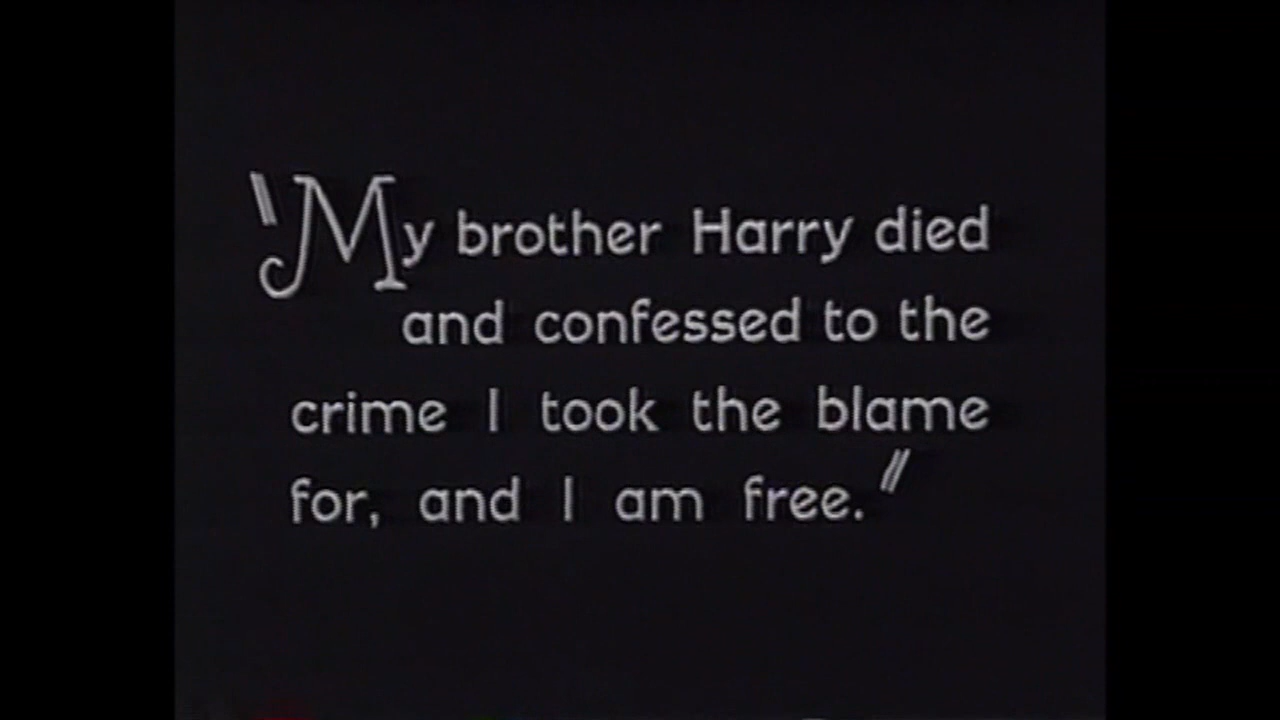 "My brother Harry died
and confessed to the
crime I took the blame
for, and I am free."